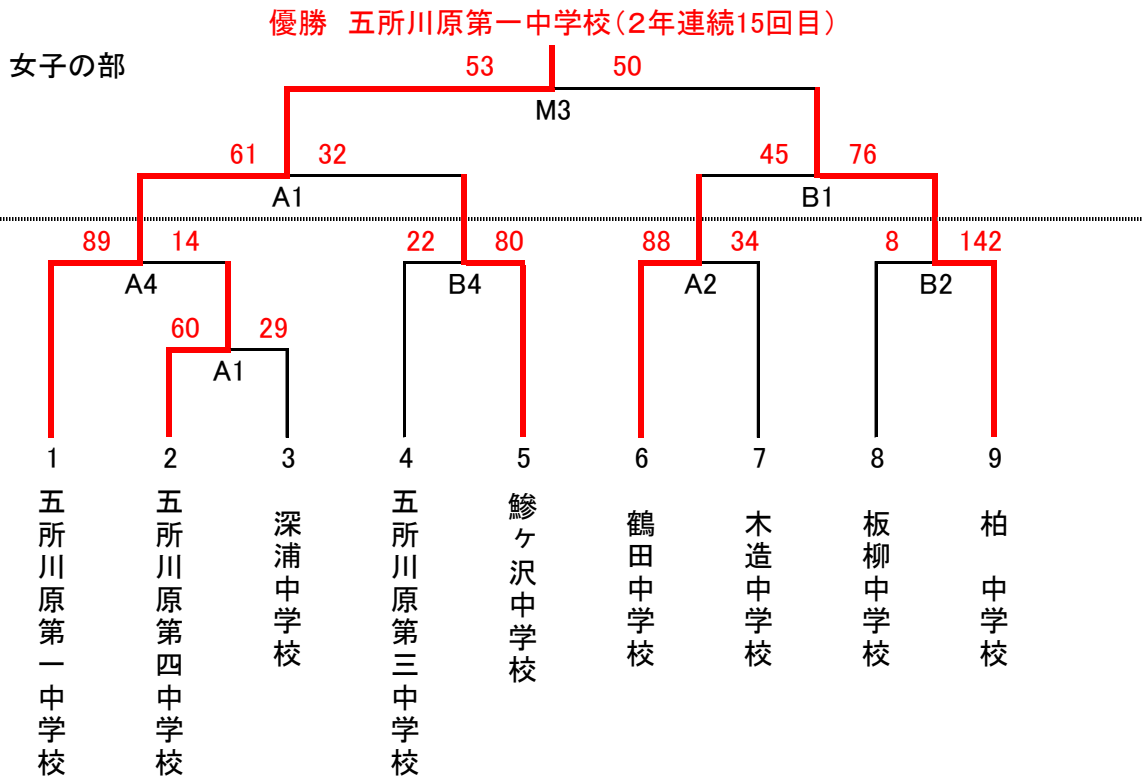 優勝 五所川原第一中学校(2年連続15回目)
女子の部
53 50
M3
61 32 45 76
A1 B1
89 14 22 80 88 34 8 142
A4 B4 A2 B2
60 29
A1
1 2 3 4 5 6 7 8 9
五所川原第一中学校
五所川原第四中学校
深浦中学校
五所川原第三中学校
鰺ヶ沢中学校
鶴田中学校
木造中学校
板柳中学校
柏 中学校